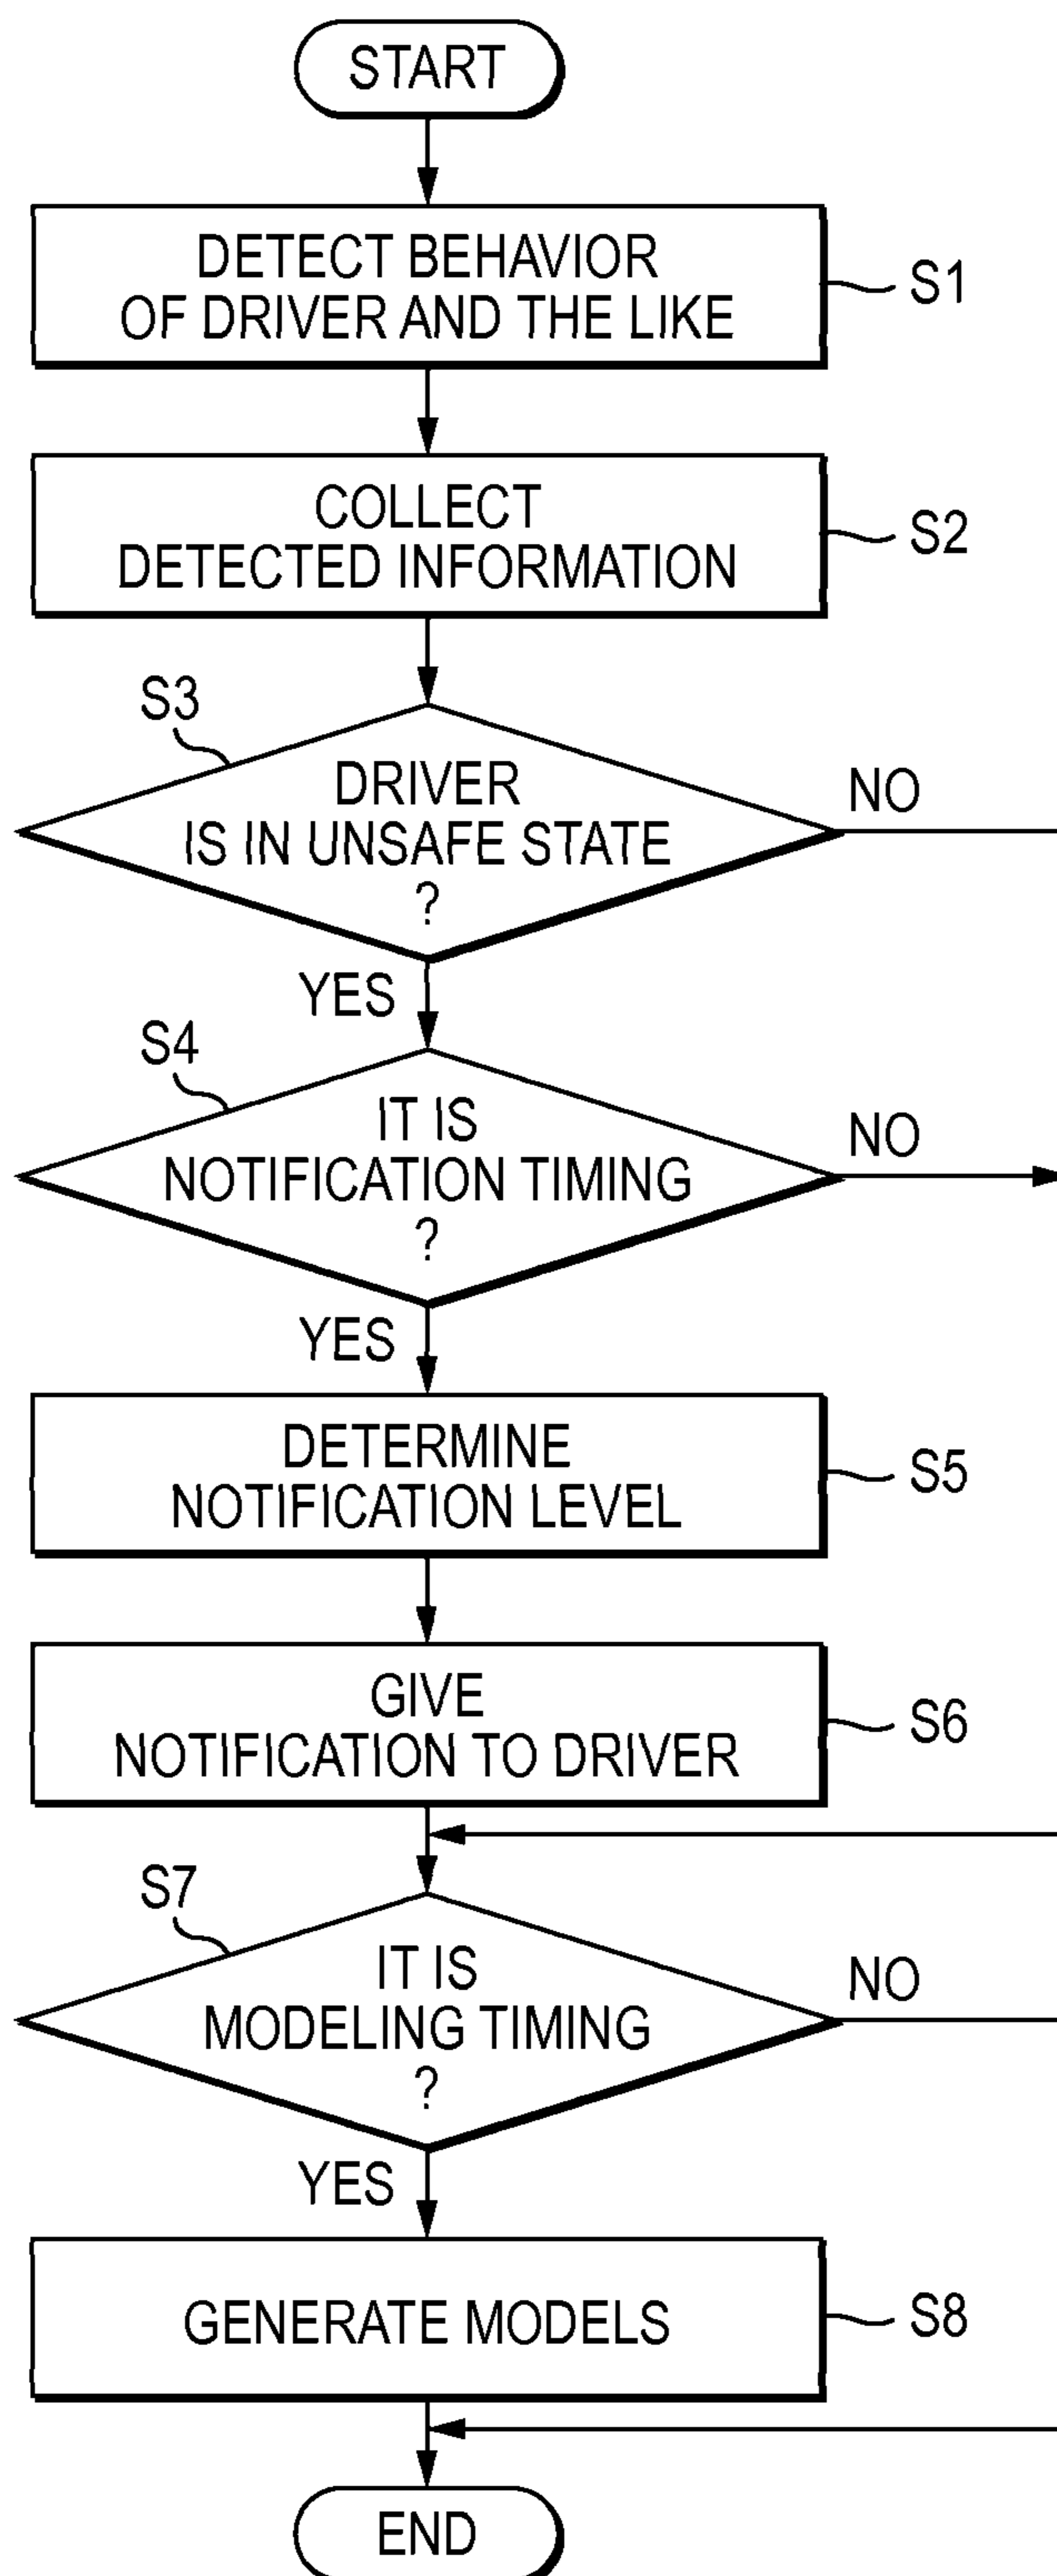 START
DETECT BEHAVIOR
OF DRIVER AND THE LIKE
S1
COLLECT
DETECTED INFORMATION
S2
S3
DRIVER
IS IN UNSAFE STATE
?
NO
YES
S4
IT IS
NOTIFICATION TIMING
?
NO
YES
DETERMINE
NOTIFICATION LEVEL
S5
GIVE
NOTIFICATION TO DRIVER
S6
S7
IT IS
MODELING TIMING
?
NO
YES
GENERATE MODELS
S8
END